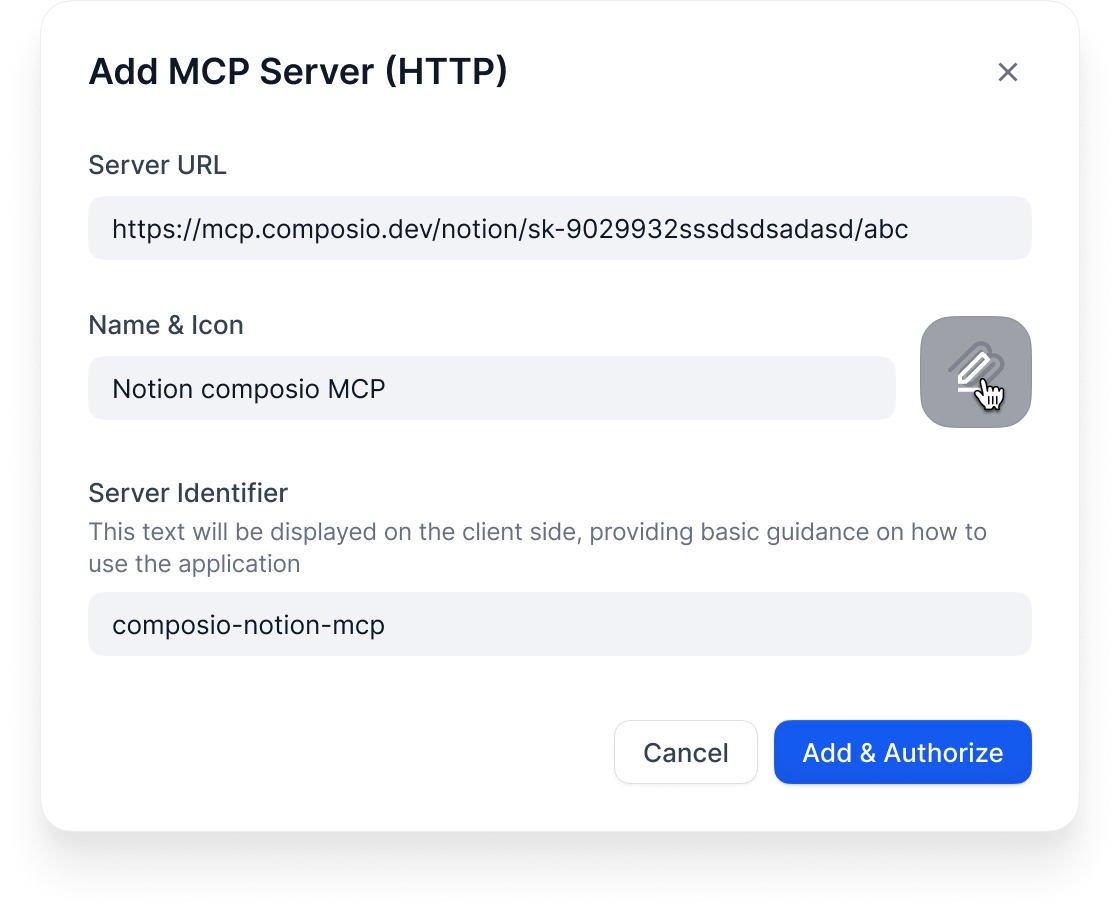 Add MCP Server (HTTP)
Server URL
https://mcp.composio.dev/notion/sk-9029932sssdsdsadasd/abc
Name & Icon
Notion composio MCP
Server Identifier
This text will be displayed on the client side, providing basic guidance on how to
use the application
composio-notion-mcp
Cancel
Add & Authorize